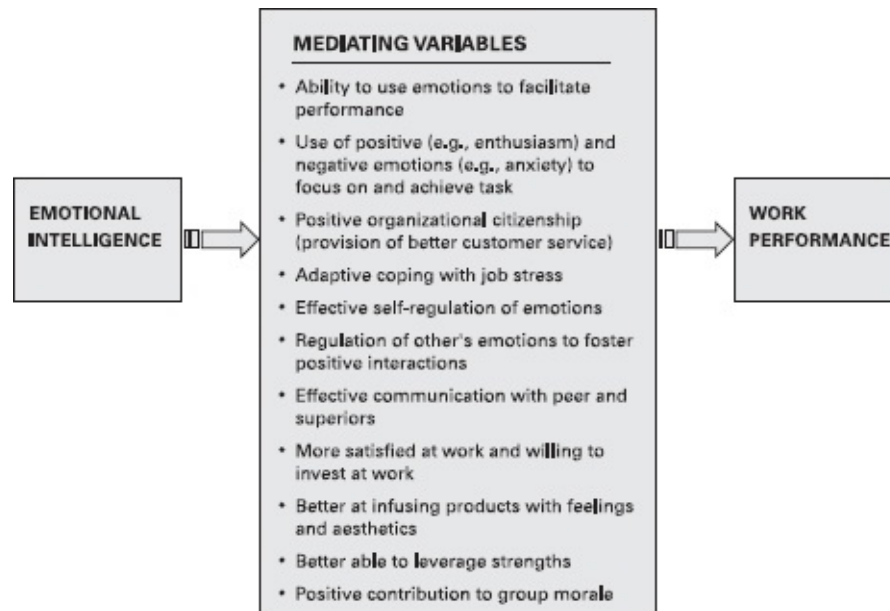 MEDIATING VARIABLES
• Ability to use emotions to facilitate
performance
• Use of positive (e.g., enthusiasm) and
negative emotions (e.g., anxiety) to
focus on and achieve task
• Positive organizational citizenship
(provision of better customer service)
• Adaptive coping with job stress
• Effective self-regulation of emotions
• Regulation of other's emotions to foster
positive interactions
• Effective communication with peer and
superiors
• More satisfied at work and willing to
invest at work
• Better at infusing products with feelings
and aesthetics
• Better able to leverage strengths
• Positive contribution to group morale
EMOTIONAL
INTELLIGENCE
WORK
PERFORMANCE